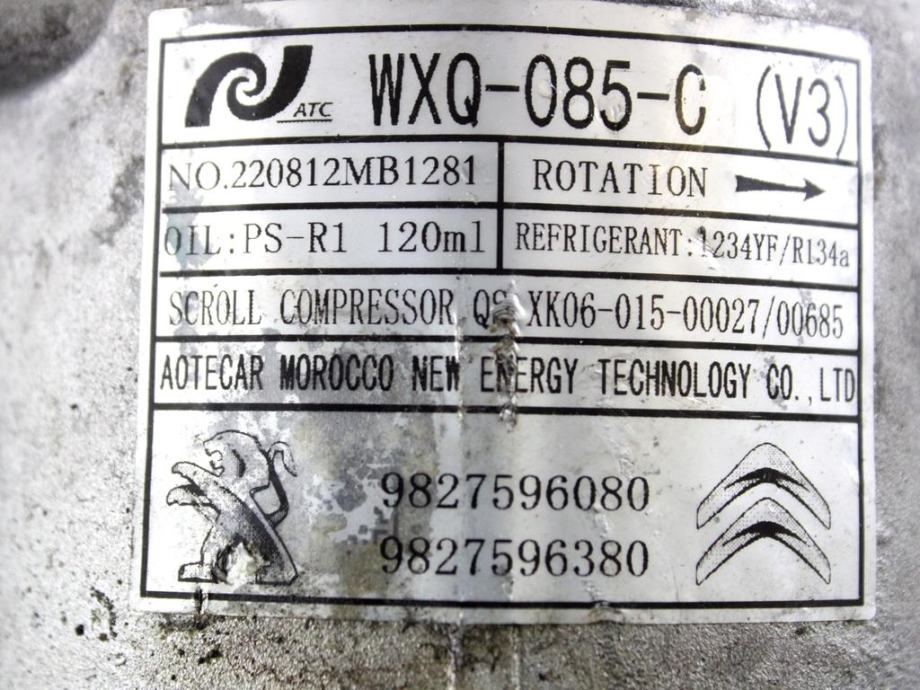 ATC WXQ-085-C (V3)
NO.220812MB1281 ROTATION
OIL:PS-R1 120ml REFRIGERANT:1234YF/R134a
SCROLL COMPRESSOR XK06-015-00027/00685
AOTECAR MOROCCO NEW ENERGY TECHNOLOGY CO.,LTD
9827596080
9827596380